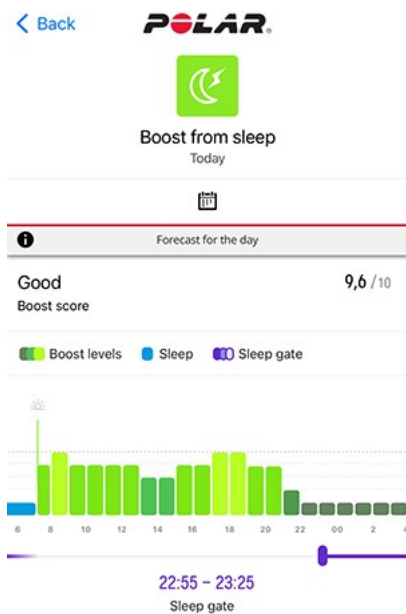 Back
POLAR.
Boost from sleep
Today
Forecast for the day
Good
9,6 /10
Boost score
Boost levels Sleep Sleep gate
6 8 10 12 14 16 18 20 22 00 2 4
22:55 – 23:25
Sleep gate